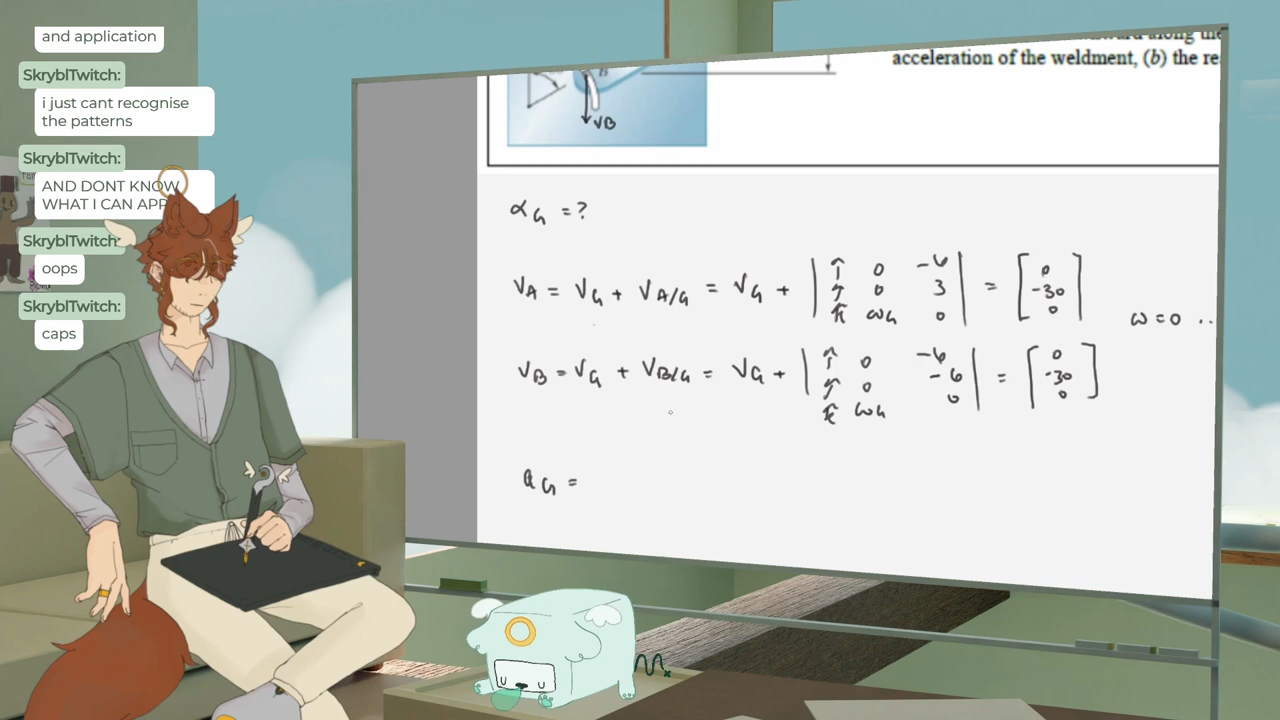 and application
SkryblTwitch:
i just cant recognise
the patterns
SkryblTwitch:
AND DONT KNOW
WHAT I CAN APP
SkryblTwitch:
oops
SkryblTwitch:
caps
acceleration of the weldment, (b) the re
B
VB
αG = ?
VA = VG + VA/G = VG + | î 0 -6 | = [ 0 ]
ĵ 0 3 -30
k̂ ωG 0 0
ω = 0 ..
VB = VG + VB/G = VG + | î 0 -6 | = [ 0 ]
ĵ 0 -6 -30
k̂ ωG 0 0
aG =